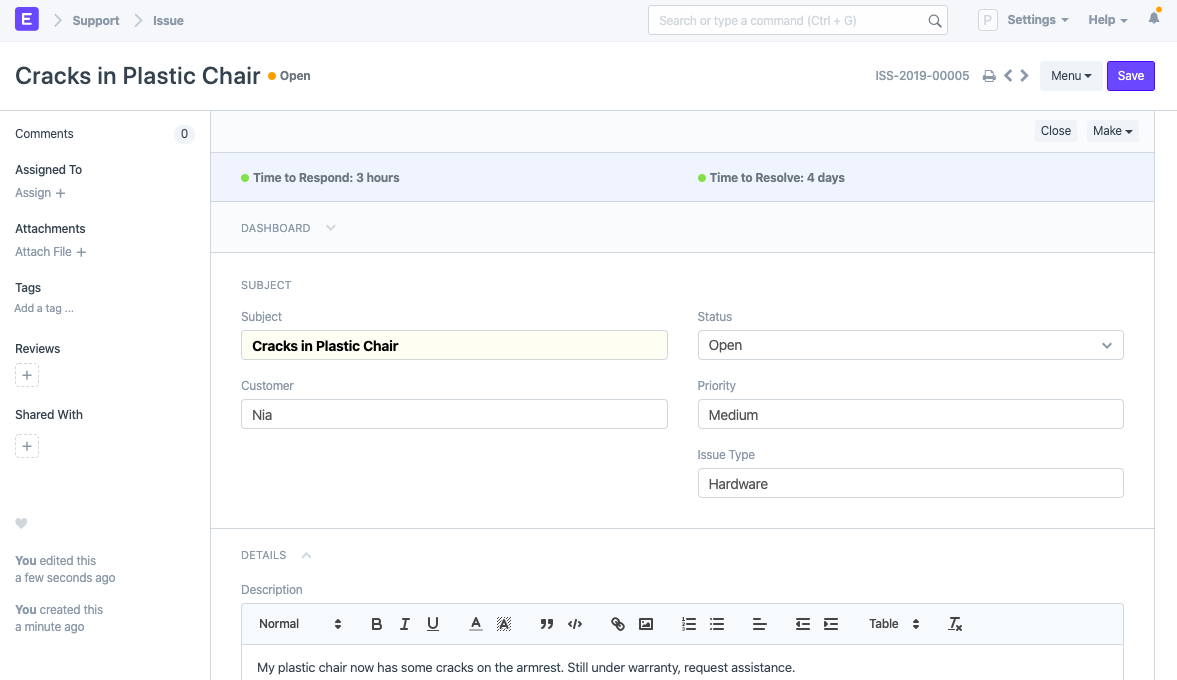 E Support Issue Search or type a command (Ctrl + G) P Settings Help
Cracks in Plastic Chair Open ISS-2019-00005 Menu Save
Comments 0
Close Make
Assigned To
Assign +
Time to Respond: 3 hours Time to Resolve: 4 days
Attachments
Attach File +
DASHBOARD
Tags
Add a tag ...
SUBJECT
Subject Status
Cracks in Plastic Chair Open
Reviews
+
Customer Priority
Nia Medium
Shared With
+
Issue Type
Hardware
You edited this
a few seconds ago
You created this
a minute ago
DETAILS
Description
Normal B I U A A Table
My plastic chair now has some cracks on the armrest. Still under warranty, request assistance.